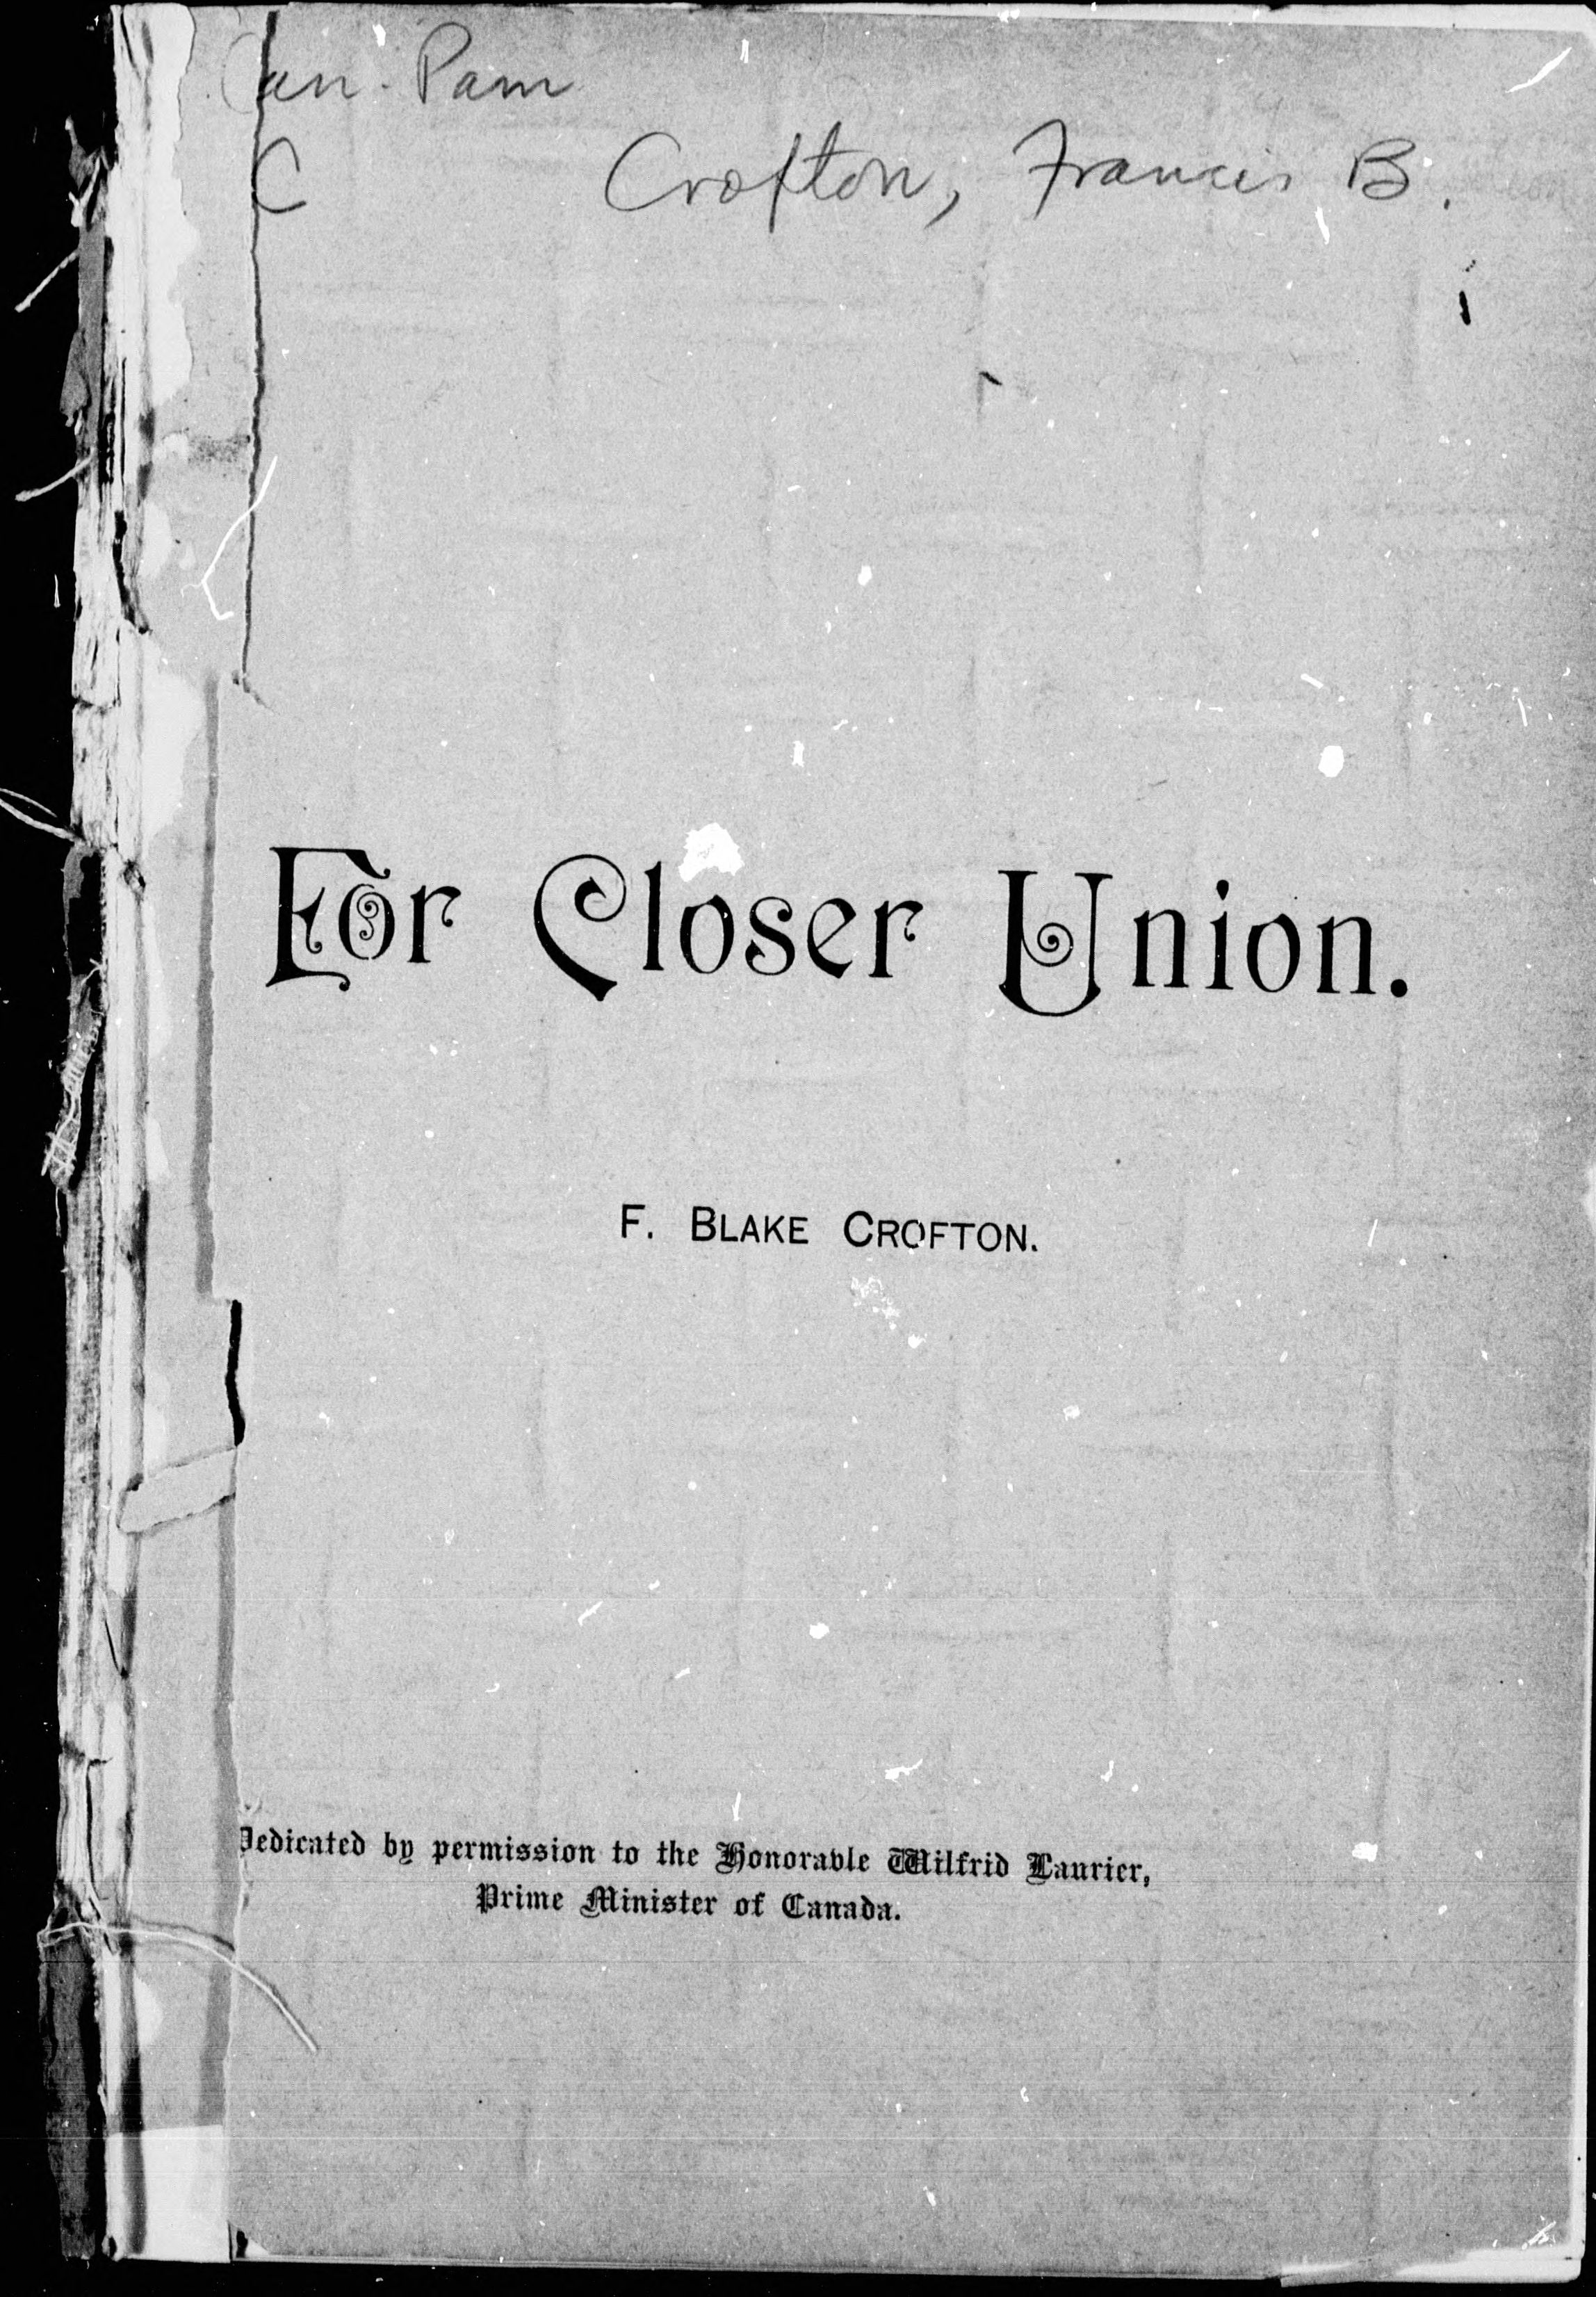 Can. Pam
C Crofton, Francis B.
For Closer Union.
F. BLAKE CROFTON.
Dedicated by permission to the Honorable Wilfrid Laurier,
Prime Minister of Canada.